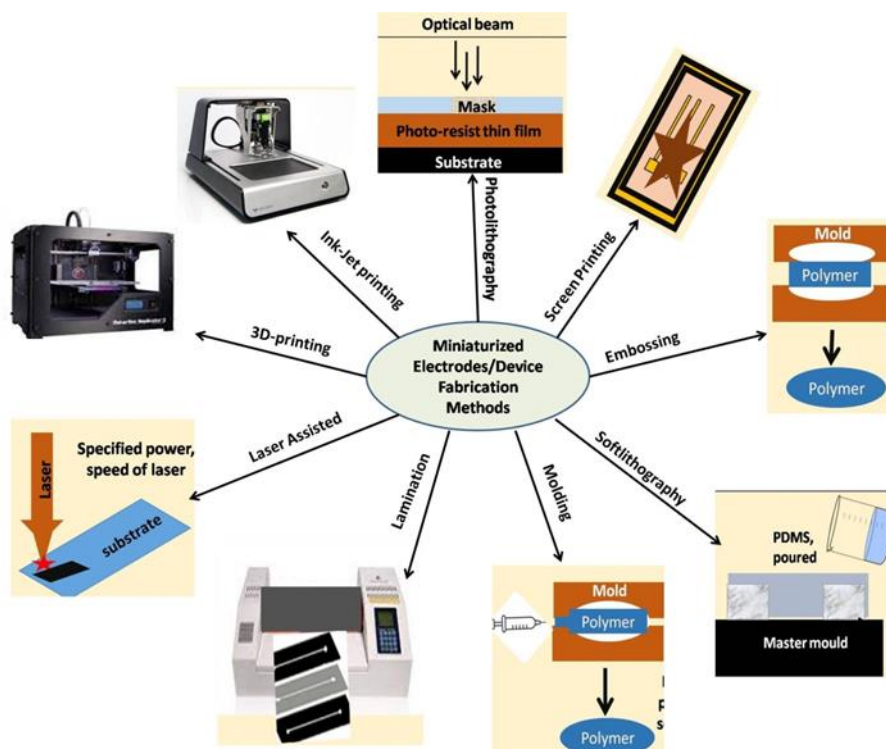 Optical beam
Mask
Photo-resist thin film
Substrate
Photolithography
Ink-Jet printing
3D-printing
Screen Printing
Mold
Polymer
Polymer
Embossing
Miniaturized
Electrodes/Device
Fabrication
Methods
Laser Assisted
Specified power,
speed of laser
Laser
substrate
Lamination
Molding
Mold
Polymer
Polymer
Softlithography
PDMS,
poured
Master mould